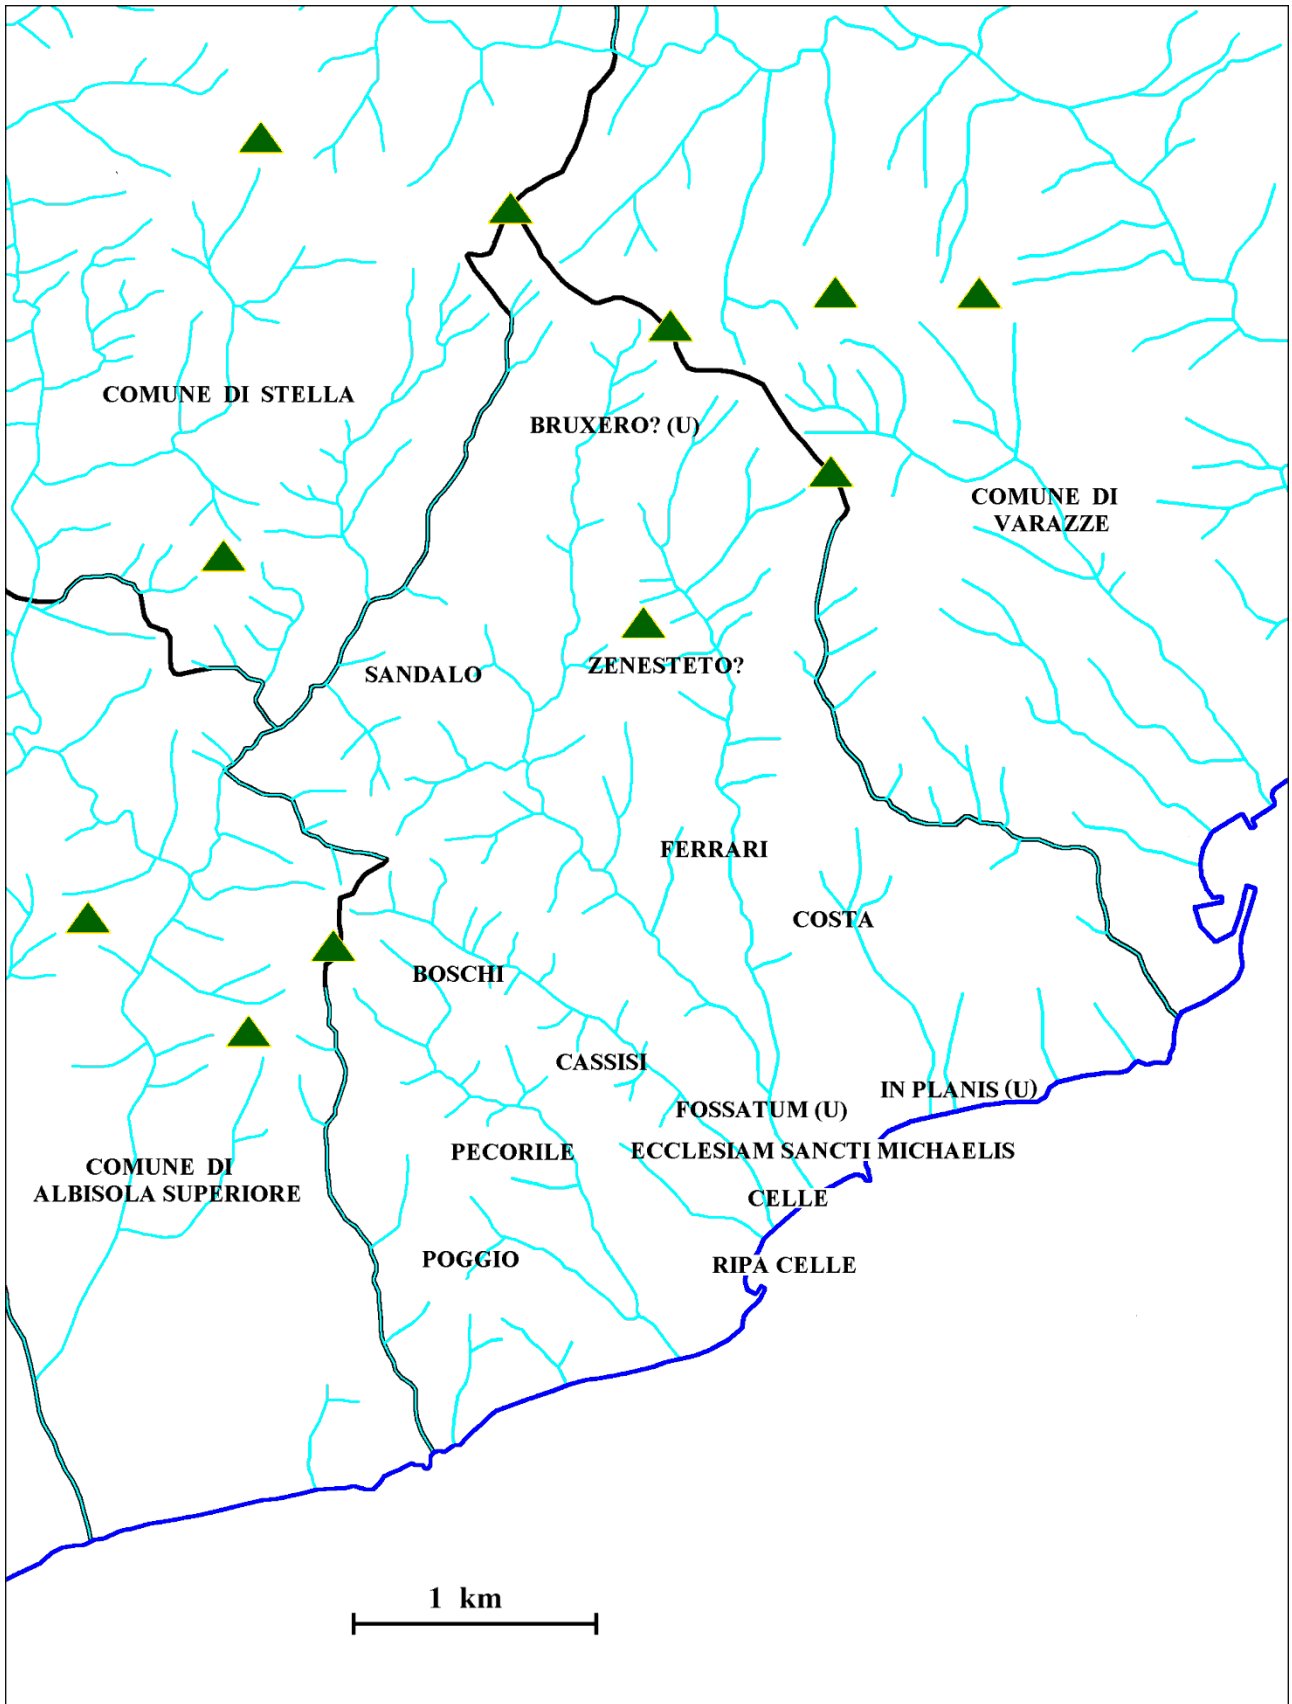 COMUNE DI STELLA
BRUXERO? (U)
COMUNE DI
VARAZZE
SANDALO
ZENESTETO?
FERRARI
COSTA
BOSCHI
CASSISI
IN PLANIS (U)
FOSSATUM (U)
PECORILE
ECCLESIAM SANCTI MICHAELIS
COMUNE DI
ALBISOLA SUPERIORE
CELLE
POGGIO
RIPA CELLE
1 km